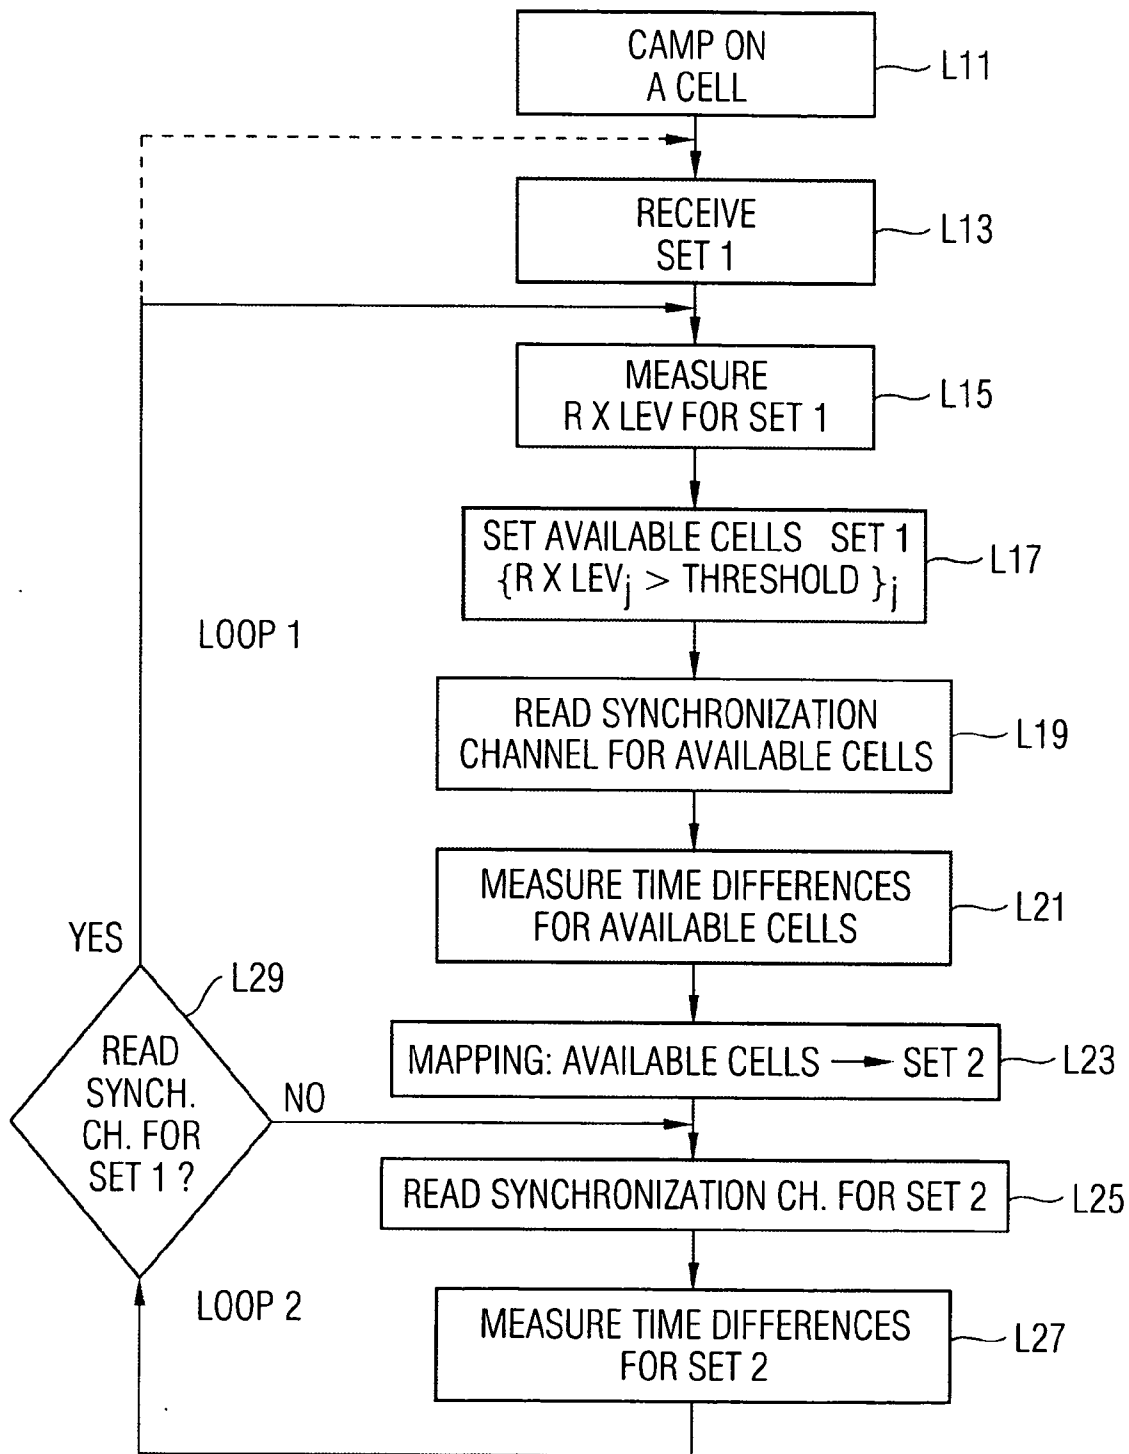 CAMP ON
A CELL
L11
RECEIVE
SET 1
L13
MEASURE
R X LEV FOR SET 1
L15
SET AVAILABLE CELLS SET 1
{R X LEVj > THRESHOLD }j
L17
LOOP 1
READ SYNCHRONIZATION
CHANNEL FOR AVAILABLE CELLS
L19
MEASURE TIME DIFFERENCES
FOR AVAILABLE CELLS
L21
YES
L29
READ
SYNCH.
CH. FOR
SET 1 ?
NO
MAPPING: AVAILABLE CELLS → SET 2
L23
READ SYNCHRONIZATION CH. FOR SET 2
L25
LOOP 2
MEASURE TIME DIFFERENCES
FOR SET 2
L27